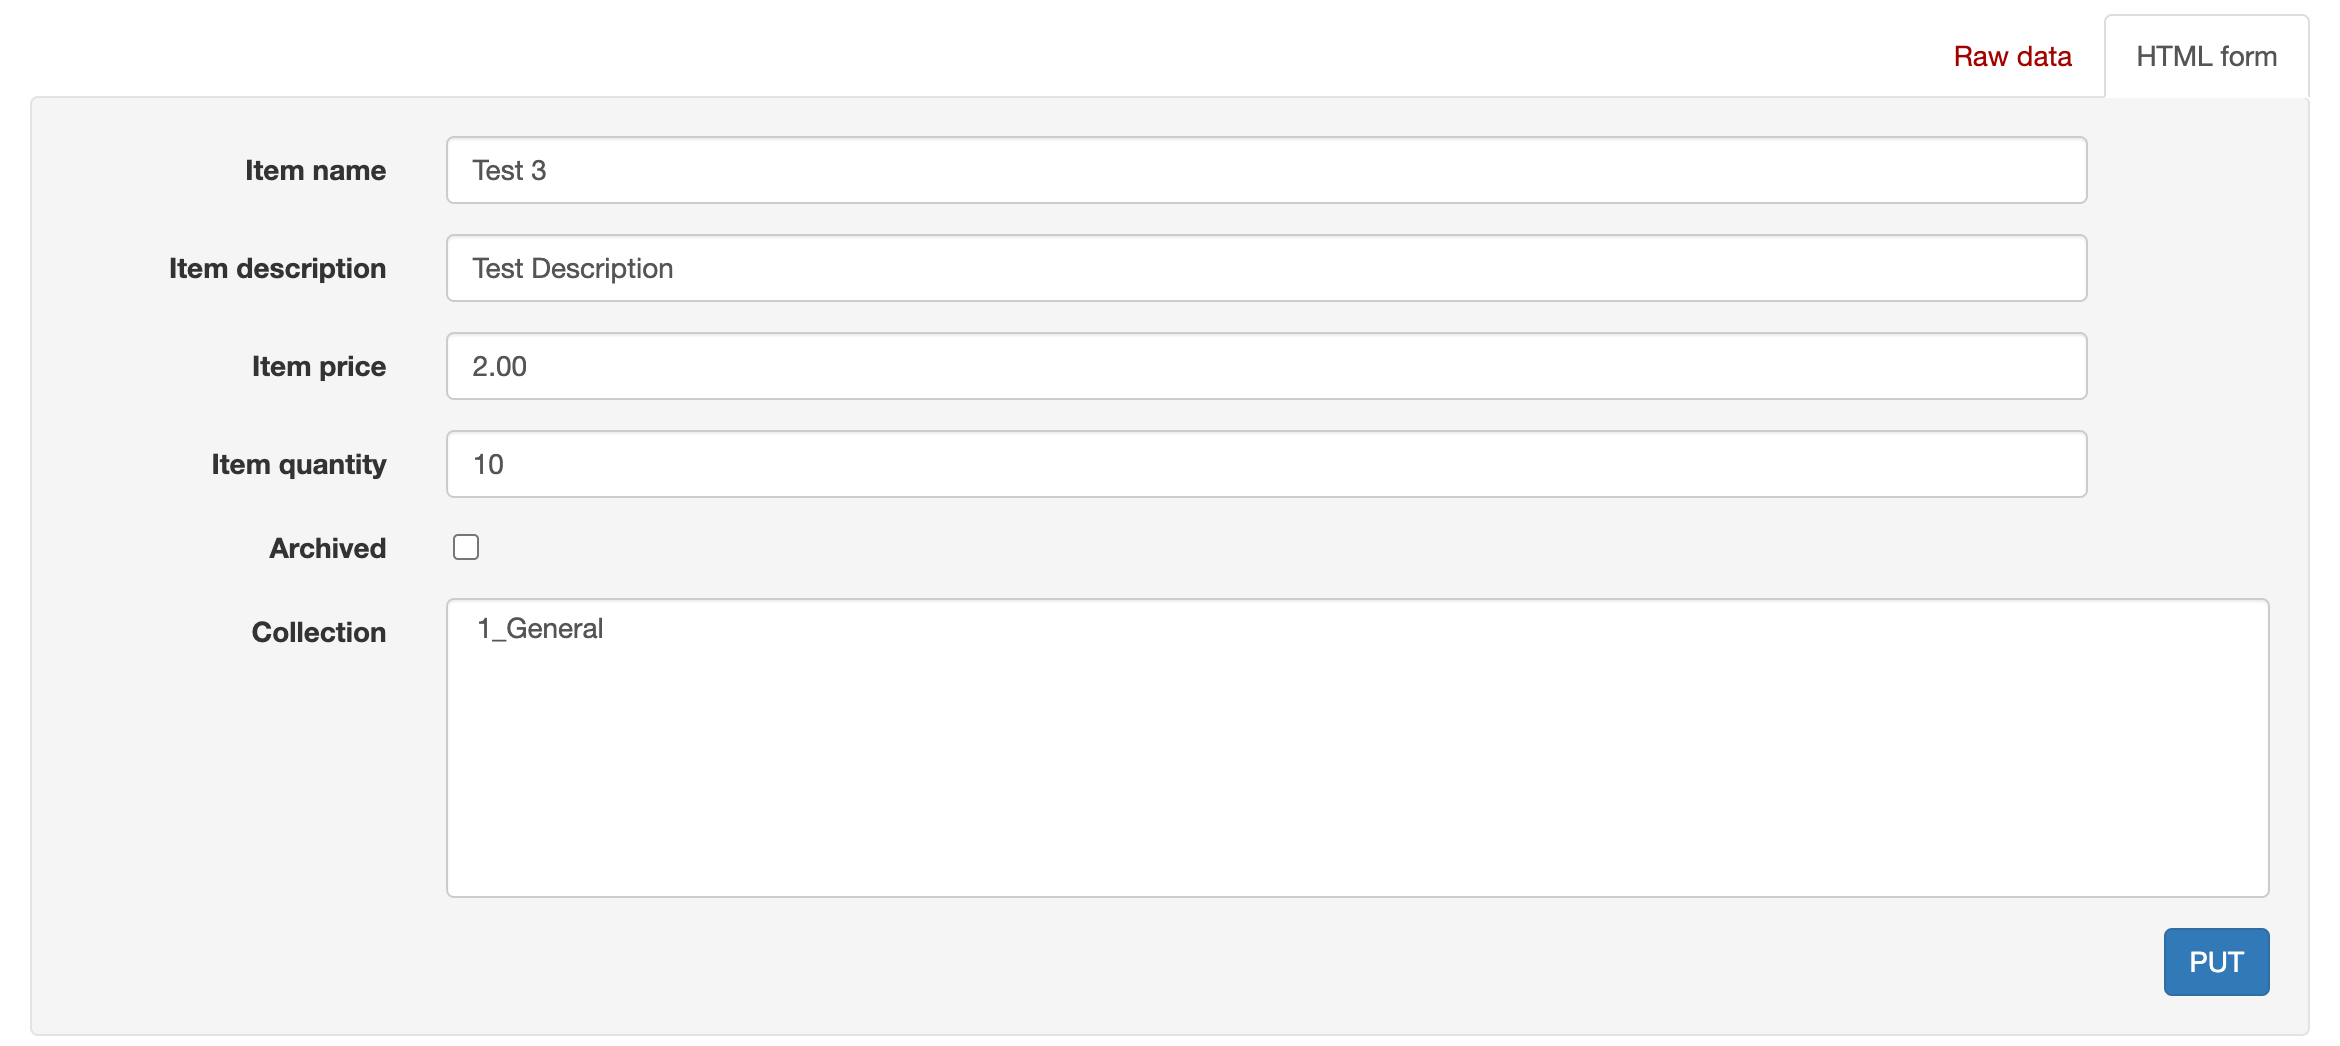 Raw data HTML form
Item name Test 3
Item description Test Description
Item price 2.00
Item quantity 10
Archived
Collection 1_General
PUT